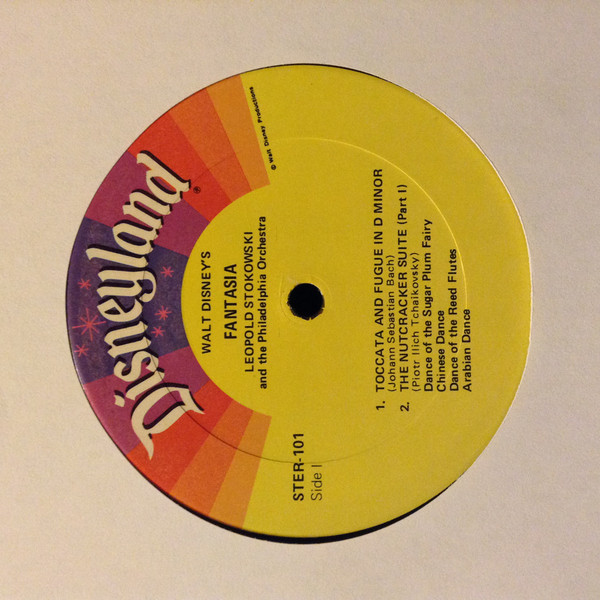 Disneyland®
© Walt Disney Productions
WALT DISNEY'S
FANTASIA
LEOPOLD STOKOWSKI
and the Philadelphia Orchestra
STER-101
Side I
1. TOCCATA AND FUGUE IN D MINOR
(Johann Sebastian Bach)
2. THE NUTCRACKER SUITE (Part I)
(Piotr Ilich Tchaikovsky)
Dance of the Sugar Plum Fairy
Chinese Dance
Dance of the Reed Flutes
Arabian Dance